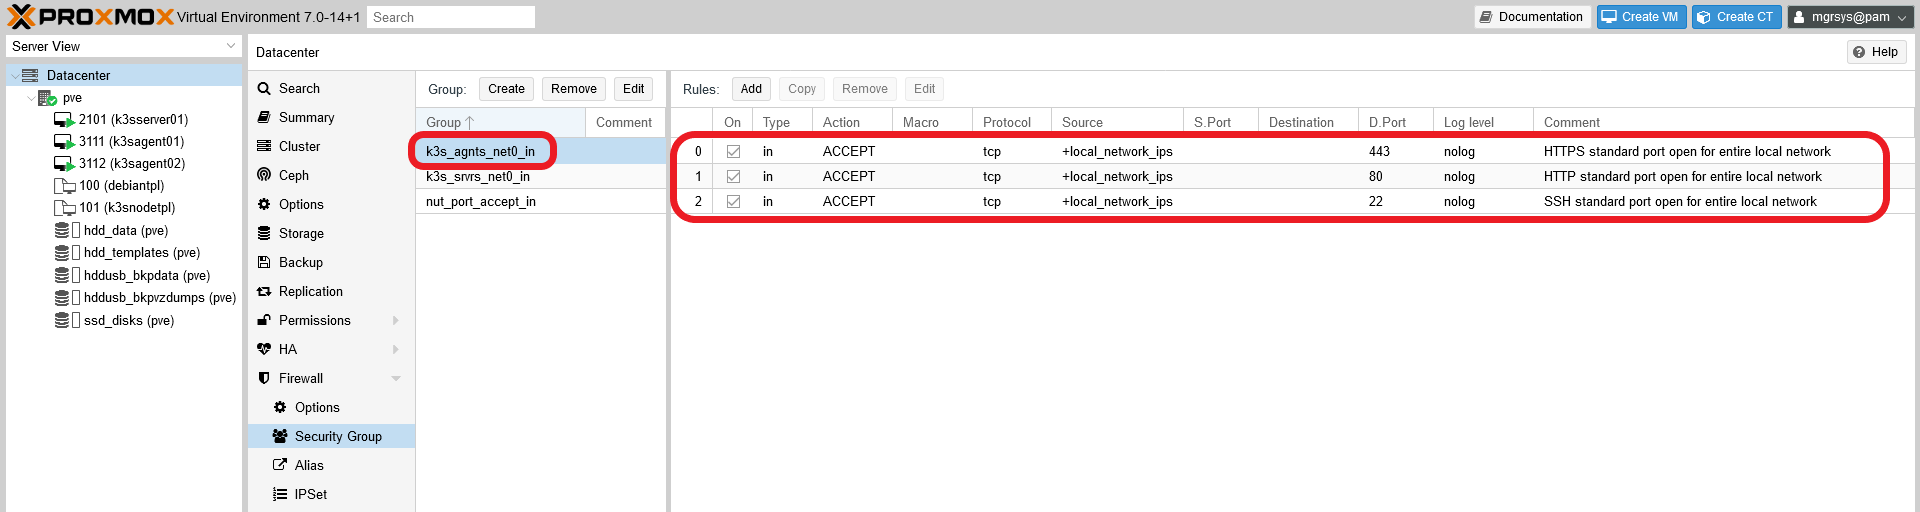 PROXMOX Virtual Environment 7.0-14+1 Search Documentation Create VM Create CT mgrsys@pam
Server View
Datacenter
pve
2101 (k3sserver01)
3111 (k3sagent01)
3112 (k3sagent02)
100 (debiantpl)
101 (k3snodetpl)
hdd_data (pve)
hdd_templates (pve)
hddusb_bkpdata (pve)
hddusb_bkpvzdumps (pve)
ssd_disks (pve)
Datacenter Help
Search
Summary
Cluster
Ceph
Options
Storage
Backup
Replication
Permissions
HA
Firewall
Options
Security Group
Alias
IPSet
Group: Create Remove Edit
Group Comment
k3s_agnts_net0_in
k3s_srvrs_net0_in
nut_port_accept_in
Rules: Add Copy Remove Edit
On Type Action Macro Protocol Source S.Port Destination D.Port Log level Comment
0 in ACCEPT tcp +local_network_ips 443 nolog HTTPS standard port open for entire local network
1 in ACCEPT tcp +local_network_ips 80 nolog HTTP standard port open for entire local network
2 in ACCEPT tcp +local_network_ips 22 nolog SSH standard port open for entire local network